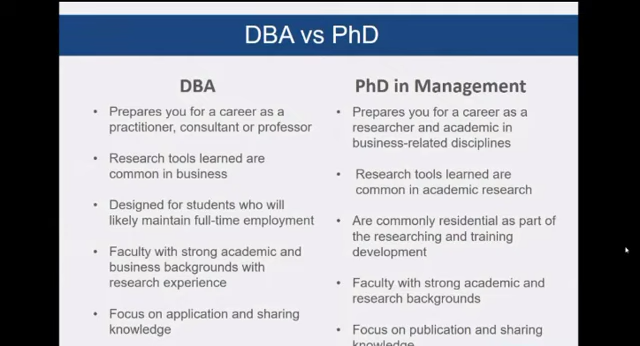 DBA vs PhD
DBA
• Prepares you for a career as a
practitioner, consultant or professor
• Research tools learned are
common in business
• Designed for students who will
likely maintain full-time employment
• Faculty with strong academic and
business backgrounds with
research experience
• Focus on application and sharing
knowledge
PhD in Management
• Prepares you for a career as a
researcher and academic in
business-related disciplines
• Research tools learned are
common in academic research
• Are commonly residential as part of
the researching and training
development
• Faculty with strong academic and
research backgrounds
• Focus on publication and sharing
knowledge